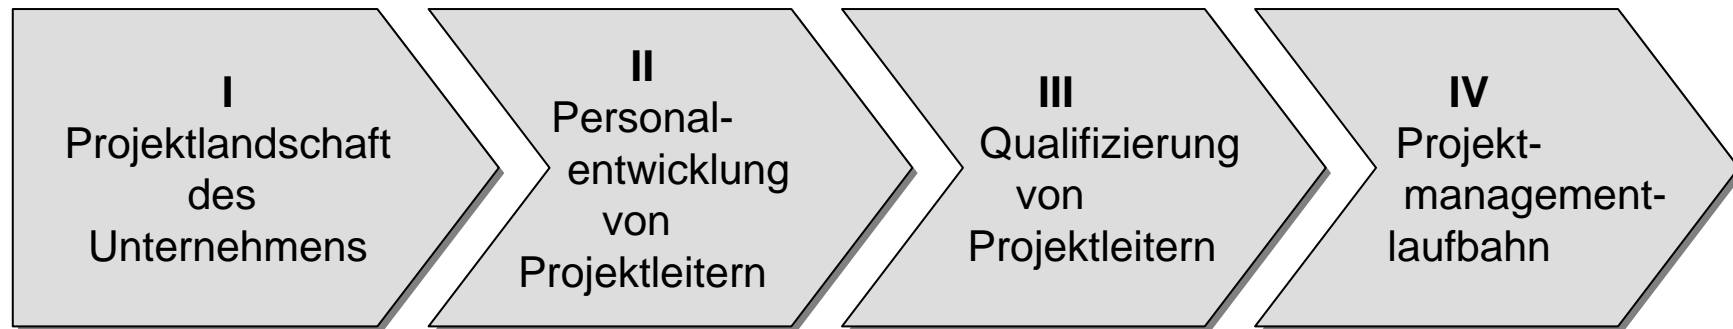 I
Projektlandschaft
des
Unternehmens
II
Personal-
entwicklung
von
Projektleitern
III
Qualifizierung
von
Projektleitern
IV
Projekt-
management-
laufbahn